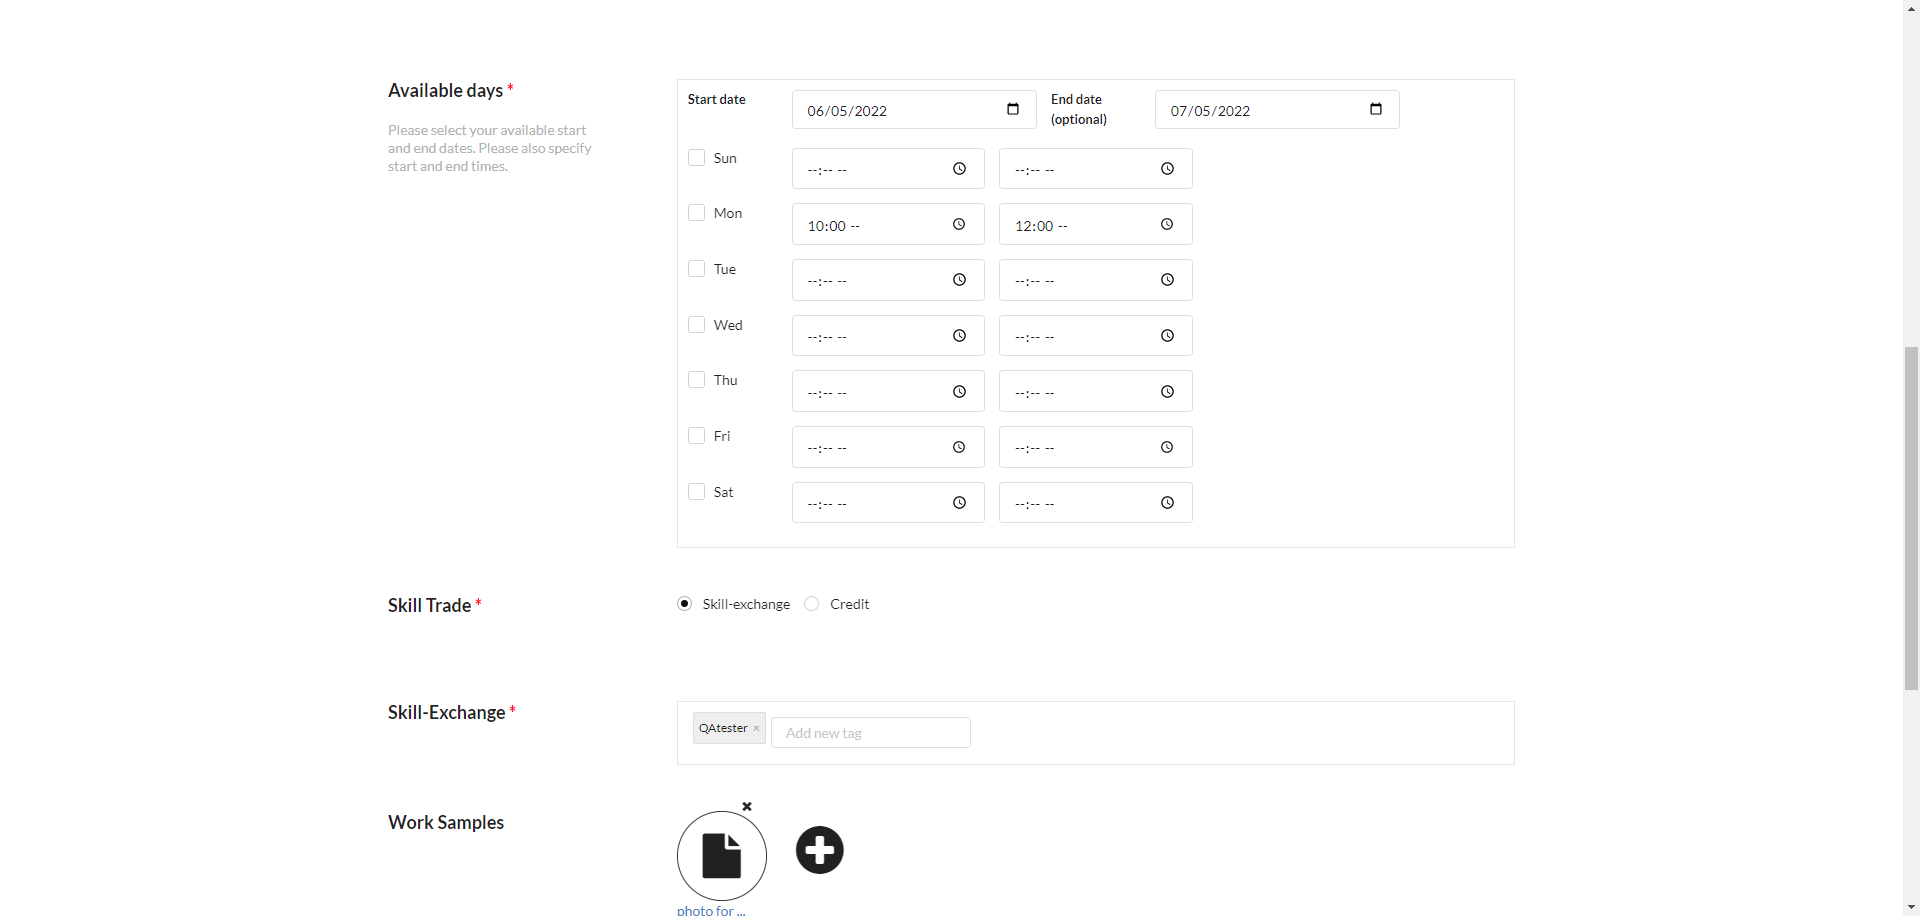 Available days *
Please select your available start
and end dates. Please also specify
start and end times.
Start date
06/05/2022
End date
(optional)
07/05/2022
Sun --:-- -- --:-- --
Mon 10:00 -- 12:00 --
Tue --:-- -- --:-- --
Wed --:-- -- --:-- --
Thu --:-- -- --:-- --
Fri --:-- -- --:-- --
Sat --:-- -- --:-- --
Skill Trade *
Skill-exchange Credit
Skill-Exchange *
QAtester × Add new tag
Work Samples
photo for ...